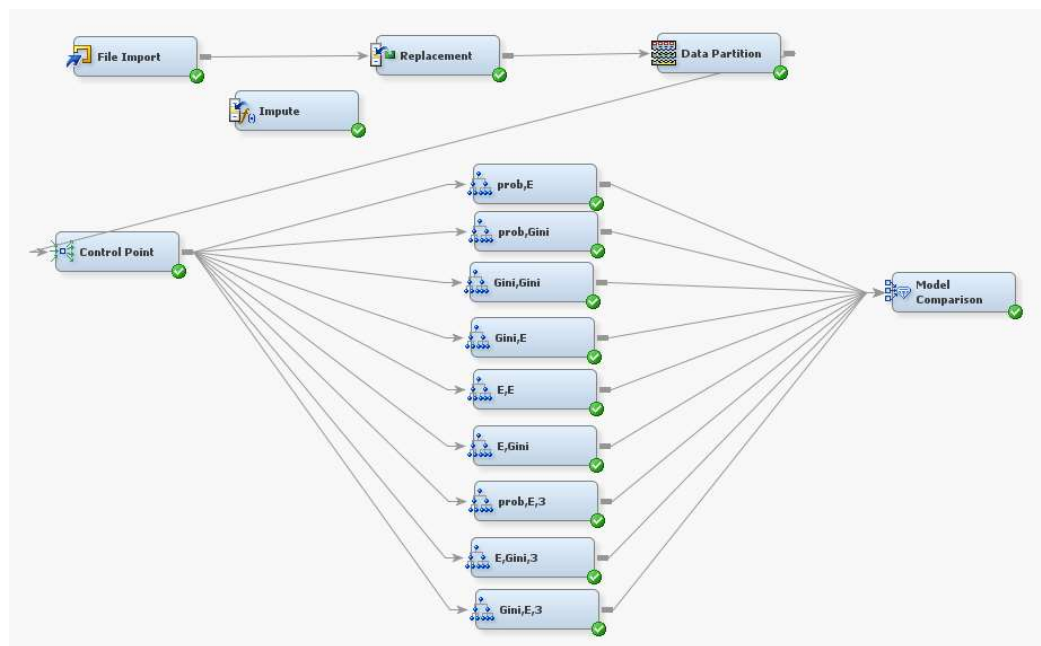 File Import
Replacement
Data Partition
Impute
prob,E
prob,Gini
Control Point
Gini,Gini
Model
Comparison
Gini,E
E,E
E,Gini
prob,E,3
E,Gini,3
Gini,E,3